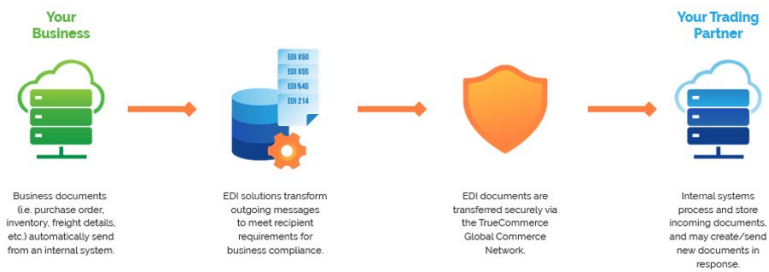 Your
Business
Your Trading
Partner
EDI 850
EDI 855
EDI 945
EDI 214
Business documents
(i.e. purchase order,
inventory, freight details,
etc.) automatically send
from an internal system.
EDI solutions transform
outgoing messages
to meet recipient
requirements for
business compliance.
EDI documents are
transferred securely via
the TrueCommerce
Global Commerce
Network.
Internal systems
process and store
incoming documents,
and may create/send
new documents in
response.